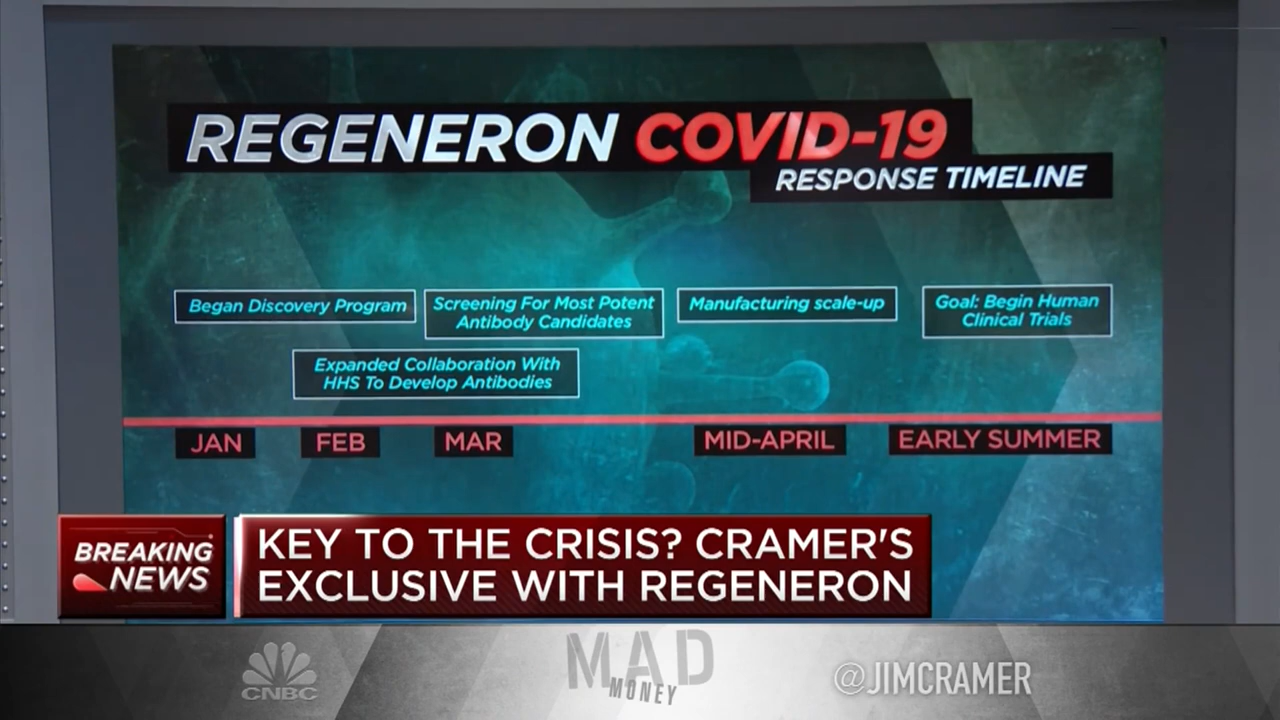 REGENERON COVID-19
RESPONSE TIMELINE
Began Discovery Program
Screening For Most Potent
Antibody Candidates
Manufacturing scale-up
Goal: Begin Human
Clinical Trials
Expanded Collaboration With
HHS To Develop Antibodies
JAN
FEB
MAR
MID-APRIL
EARLY SUMMER
BREAKING
NEWS
KEY TO THE CRISIS? CRAMER'S
EXCLUSIVE WITH REGENERON
CNBC
MAD
MONEY
@JIMCRAMER